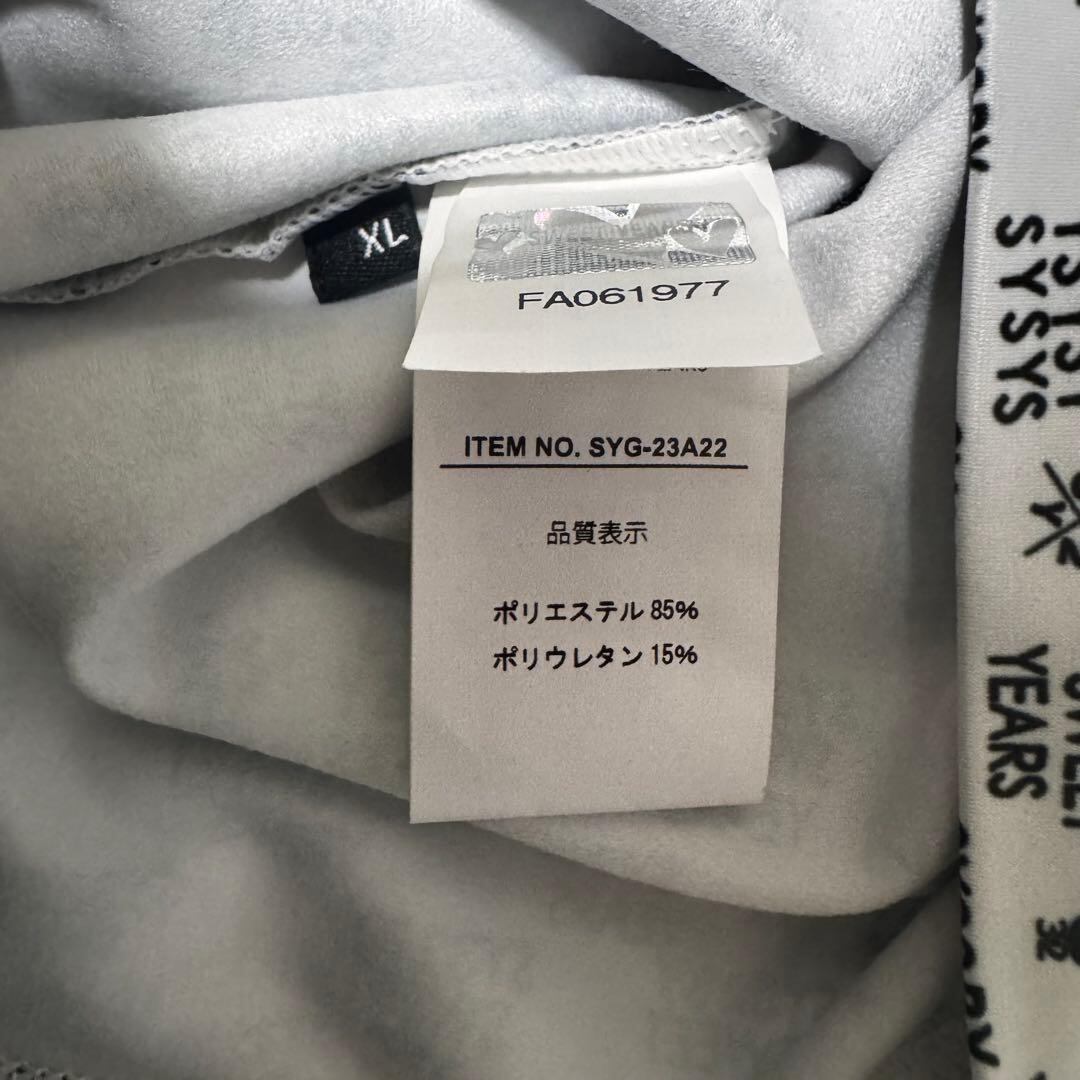 XL
FA061977
ITEM NO. SYG-23A22
品質表示
ポリエステル 85%
ポリウレタン 15%
SYSYS
YEARS
32